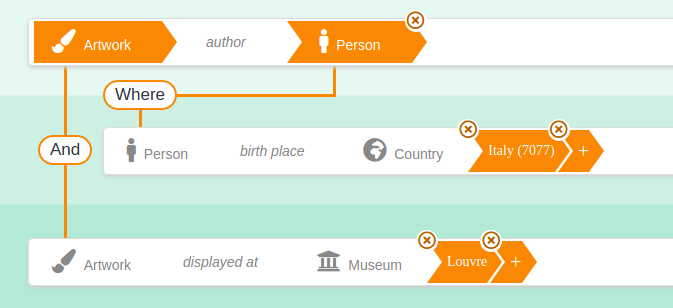 Artwork author Person
Where
And
Person birth place Country Italy (7077) +
Artwork displayed at Museum Louvre +